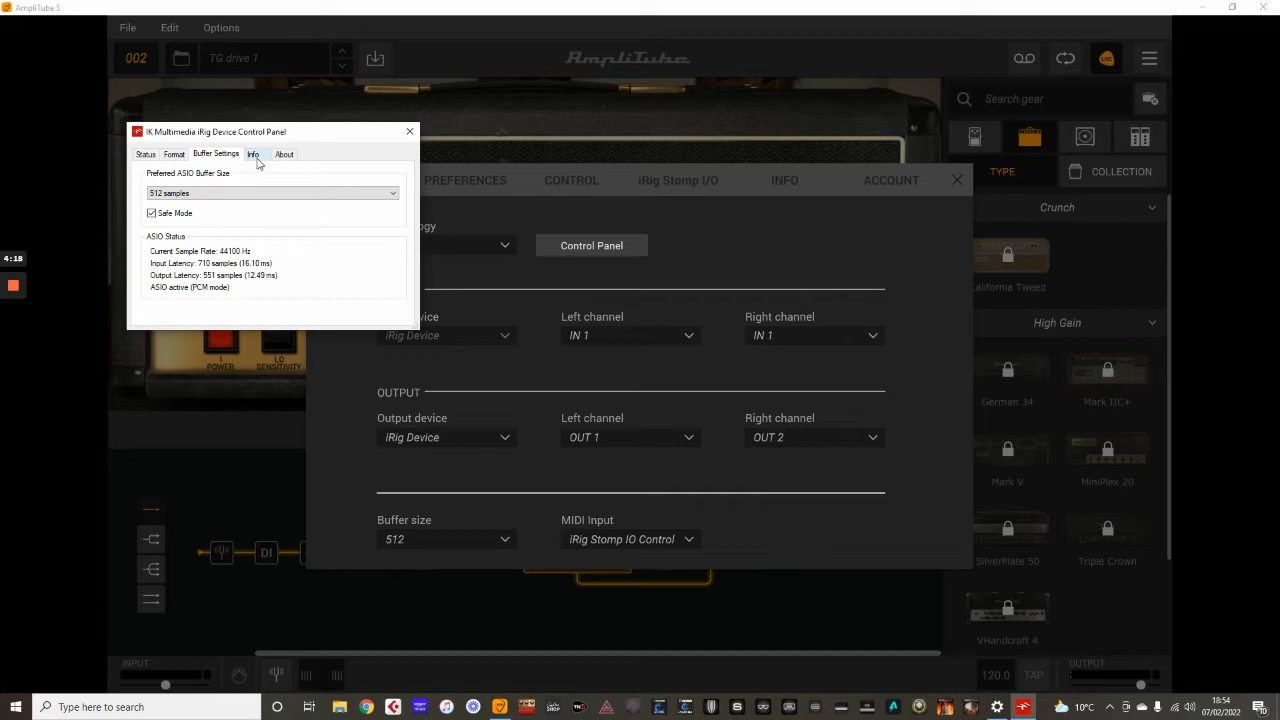 AmpliTube 5
File Edit Options
002 TG drive 1 AmpliTube LIVE Search gear
IK Multimedia iRig Device Control Panel
Status Format Buffer Settings Info About
Preferred ASIO Buffer Size
512 samples
Safe Mode
ASIO Status
Current Sample Rate: 44100 Hz
Input Latency: 710 samples (16.10 ms)
Output Latency: 551 samples (12.49 ms)
ASIO active (PCM mode)
PREFERENCES CONTROL iRig Stomp I/O INFO ACCOUNT
Control Panel
Left channel Right channel
iRig Device IN 1 IN 1
OUTPUT
Output device Left channel Right channel
iRig Device OUT 1 OUT 2
Buffer size MIDI Input
512 iRig Stomp IO Control
TYPE COLLECTION
Crunch
California Tweed
High Gain
German 34 Mark IIC+
Mark V MiniPlex 20
SilverPlate 50 Triple Crown
VHandcraft 4
4:18
I LO
POWER SENSITIVITY
DI
INPUT 120.0 TAP OUTPUT
Type here to search
10°C
18:54
07/02/2022